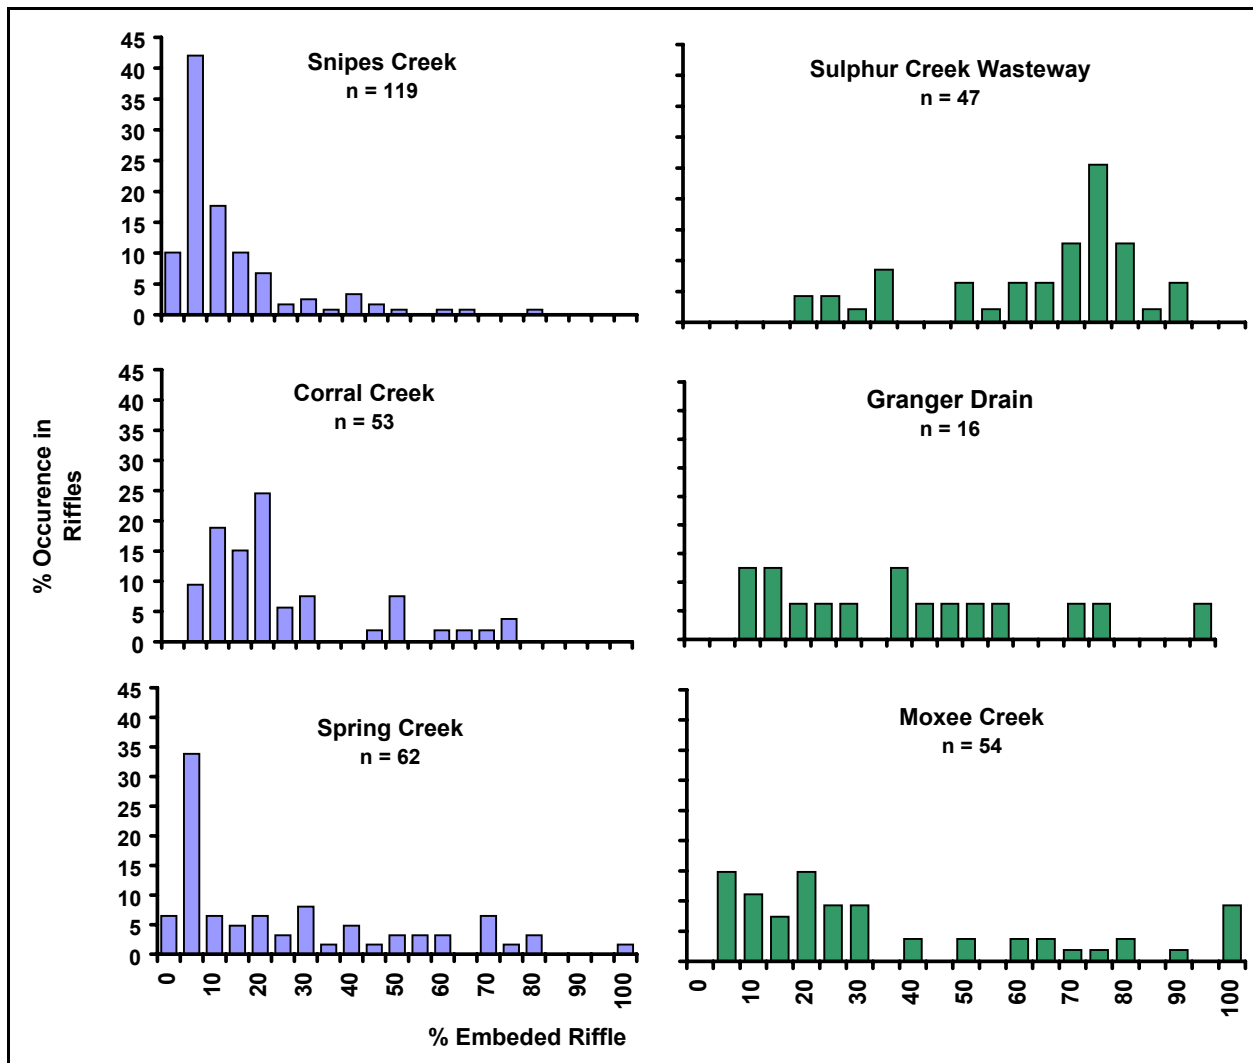 Snipes Creek
n = 119
45
40
35
30
25
20
15
10
5
0
Sulphur Creek Wasteway
n = 47
Corral Creek
n = 53
45
40
35
30
25
20
15
10
5
0
Granger Drain
n = 16
% Occurence in
Riffles
Spring Creek
n = 62
45
40
35
30
25
20
15
10
5
0
0 10 20 30 40 50 60 70 80 90 100
Moxee Creek
n = 54
0 10 20 30 40 50 60 70 80 90 100
% Embeded Riffle